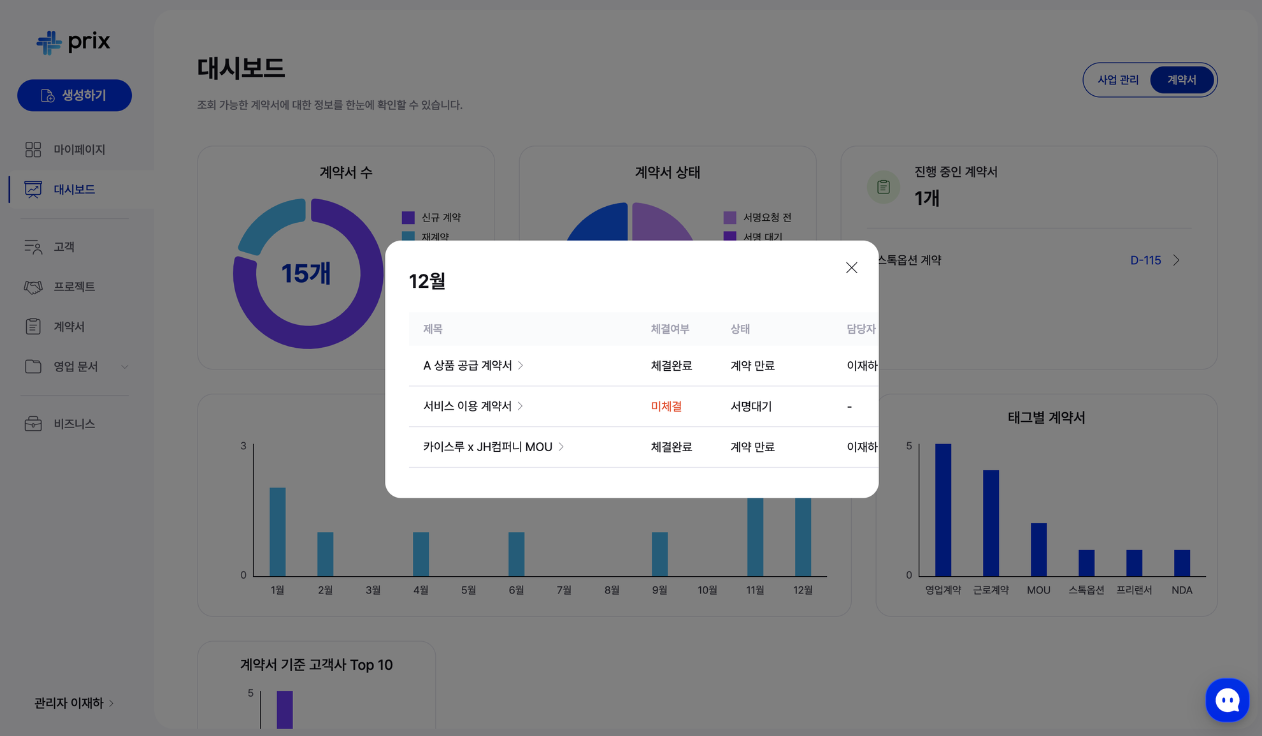 prix
생성하기
마이페이지
대시보드
고객
프로젝트
계약서
영업 문서
비즈니스
관리자 이재하
대시보드
조회 가능한 계약서에 대한 정보를 한눈에 확인할 수 있습니다.
사업 관리
계약서
계약서 수
신규 계약
재계약
15개
계약서 상태
서명요청 전
서명 대기
진행 중인 계약서
1개
스톡옵션 계약
D-115
12월
제목 체결여부 상태 담당자
A 상품 공급 계약서 체결완료 계약 만료 이재하
서비스 이용 계약서 미체결 서명대기 -
카이스루 x JH컴퍼니 MOU 체결완료 계약 만료 이재하
3
0
1월 2월 3월 4월 5월 6월 7월 8월 9월 10월 11월 12월
태그별 계약서
5
0
영업계약 근로계약 MOU 스톡옵션 프리랜서 NDA
계약서 기준 고객사 Top 10
5